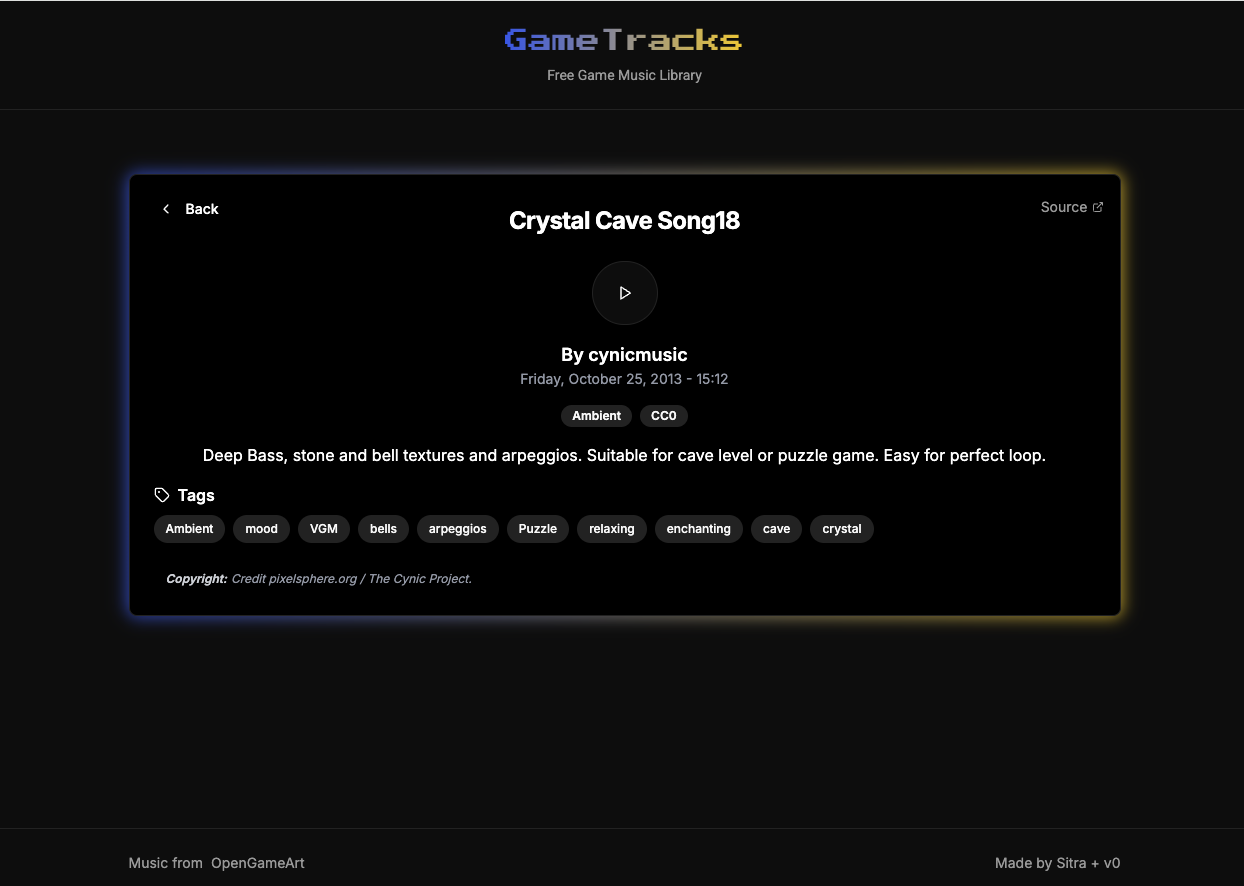 GameTracks
Free Game Music Library
Back
Source
Crystal Cave Song18
By cynicmusic
Friday, October 25, 2013 - 15:12
Ambient CC0
Deep Bass, stone and bell textures and arpeggios. Suitable for cave level or puzzle game. Easy for perfect loop.
Tags
Ambient mood VGM bells arpeggios Puzzle relaxing enchanting cave crystal
Copyright: Credit pixelsphere.org / The Cynic Project.
Music from OpenGameArt
Made by Sitra + v0